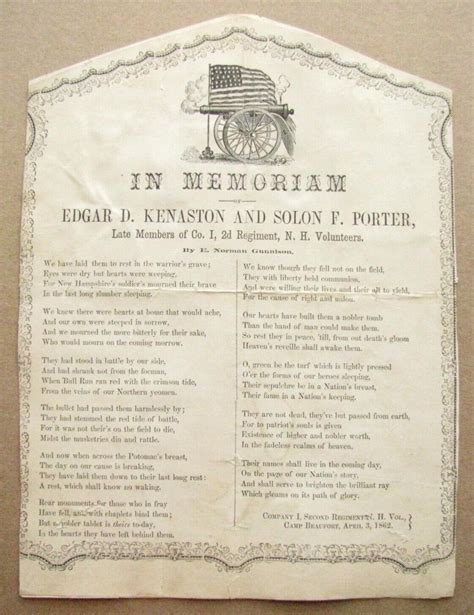 IN MEMORIAM
OF
EDGAR D. KENASTON AND SOLON F. PORTER,
Late Members of Co. I, 2d Regiment, N. H. Volunteers.
By E. Norman Gunnison.
We have laid them to rest in the warrior's grave;
Eyes were dry but hearts were weeping,
For New Hampshire's soldiers mourned their brave
In the last long slumber sleeping.
We knew there were hearts at home that would ache,
And our own were steeped in sorrow,
And we mourned the more bitterly for their sake,
Who would mourn on the coming morrow.
They had stood in battle by our side,
And had shrunk not from the foeman,
When Bull Run ran red with the crimson tide,
From the veins of our Northern yeomen.
The bullet had passed them harmlessly by;
They had stemmed the red tide of battle,
For it was not theirs on the field to die,
Midst the musketries din and rattle.
And now when across the Potomac's breast,
The day on our cause is breaking,
They have laid them down to their last long rest:
A rest, which shall know no waking.
Rear monuments for those who in fray
Have fell, and with chaplets bind them;
But a nobler tablet is theirs to-day.
In the hearts they have left behind them.
We know though they fell not on the field,
They with liberty held communion,
And were willing their lives and their all to yield,
For the cause of right and union.
Our hearts have built them a nobler tomb
Than the hand of man could make them.
So rest they in peace, 'till, from out death's gloom
Heaven's reveille shall awake them.
O, green be the turf which is lightly pressed
O'er the forms of our heroes sleeping,
Their sepulchre be in a Nation's breast,
Their fame in a Nation's keeping.
They are not dead, they've but passed from earth,
For to patriot's souls is given
Existence of higher and nobler worth,
In the fadeless realms of heaven.
Their names shall live in the coming day,
On the page of our Nation's story,
And shall serve to brighten the brilliant ray
Which gleams on its path of glory.
Company I, Second Regiment N. H. Vol.,
Camp Beaufort, April 3, 1862.